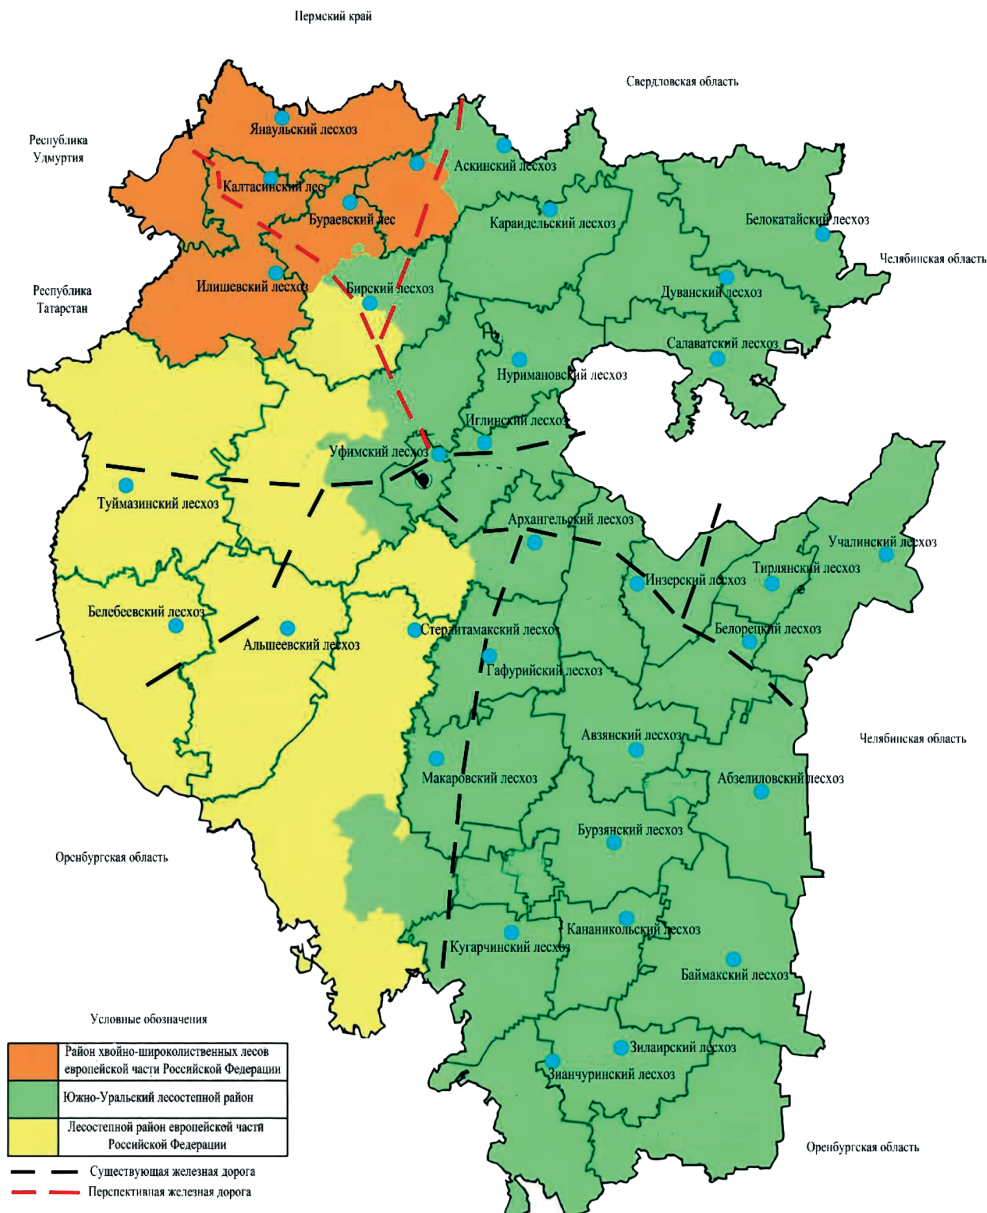 Пермский край
Свердловская область
Республика
Удмуртия
Янаульский лесхоз
Аскинский лесхоз
Калтасинский лес
Бураевский лес
Караидельский лесхоз
Белокатайский лесхоз
Челябинская область
Республика
Татарстан
Илишевский лесхоз
Бирский лесхоз
Дуванский лесхоз
Салаватский лесхоз
Нуримановский лесхоз
Иглинский лесхоз
Уфимский лесхоз
Туймазинский лесхоз
Архангельский лесхоз
Учалинский лесхоз
Инзерский лесхоз
Тирлянский лесхоз
Белебеевский лесхоз
Альшеевский лесхоз
Стерлитамакский лесхоз
Белорецкий лесхоз
Гафурийский лесхоз
Авзянский лесхоз
Челябинская область
Макаровский лесхоз
Абзелиловский лесхоз
Бурзянский лесхоз
Оренбургская область
Кугарчинский лесхоз
Кананикольский лесхоз
Баймакский лесхоз
Зилаирский лесхоз
Зианчуринский лесхоз
Оренбургская область
Условные обозначения
Район хвойно-широколиственных лесов
европейской части Российской Федерации
Южно-Уральский лесостепной район
Лесостепной район европейской части
Российской Федерации
Существующая железная дорога
Перспективная железная дорога